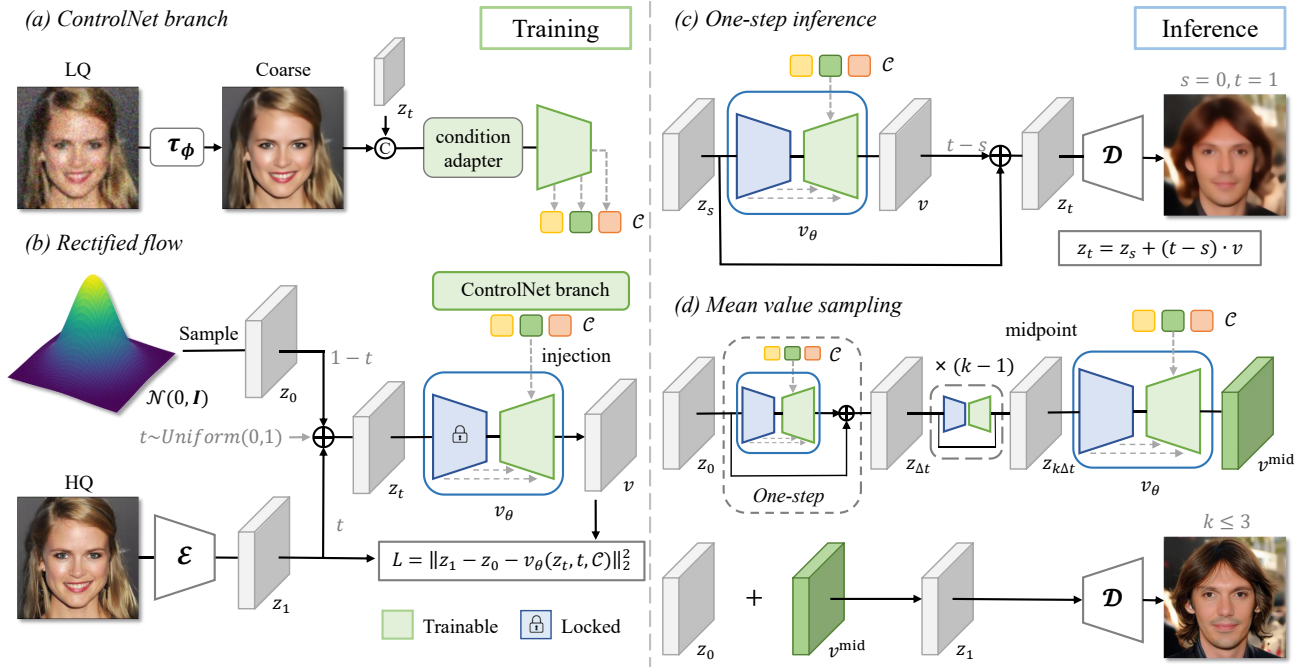 (a) ControlNet branch
Training
LQ
Coarse
z_t
τ_ϕ
C
condition
adapter
𝒞
(b) Rectified flow
ControlNet branch
𝒞
injection
Sample
𝒩(0, I)
z_0
1 − t
t~Uniform(0,1)
z_t
v_θ
v
HQ
ℰ
t
z_1
L = ‖z_1 − z_0 − v_θ(z_t, t, 𝒞)‖_2^2
Trainable
Locked
(c) One-step inference
Inference
𝒞
s = 0, t = 1
t − s
𝒟
z_s
v_θ
v
z_t
z_t = z_s + (t − s) · v
(d) Mean value sampling
midpoint
𝒞
𝒞
× (k − 1)
z_0
One-step
z_Δt
z_kΔt
v_θ
v^mid
k ≤ 3
+
𝒟
z_0
v^mid
z_1